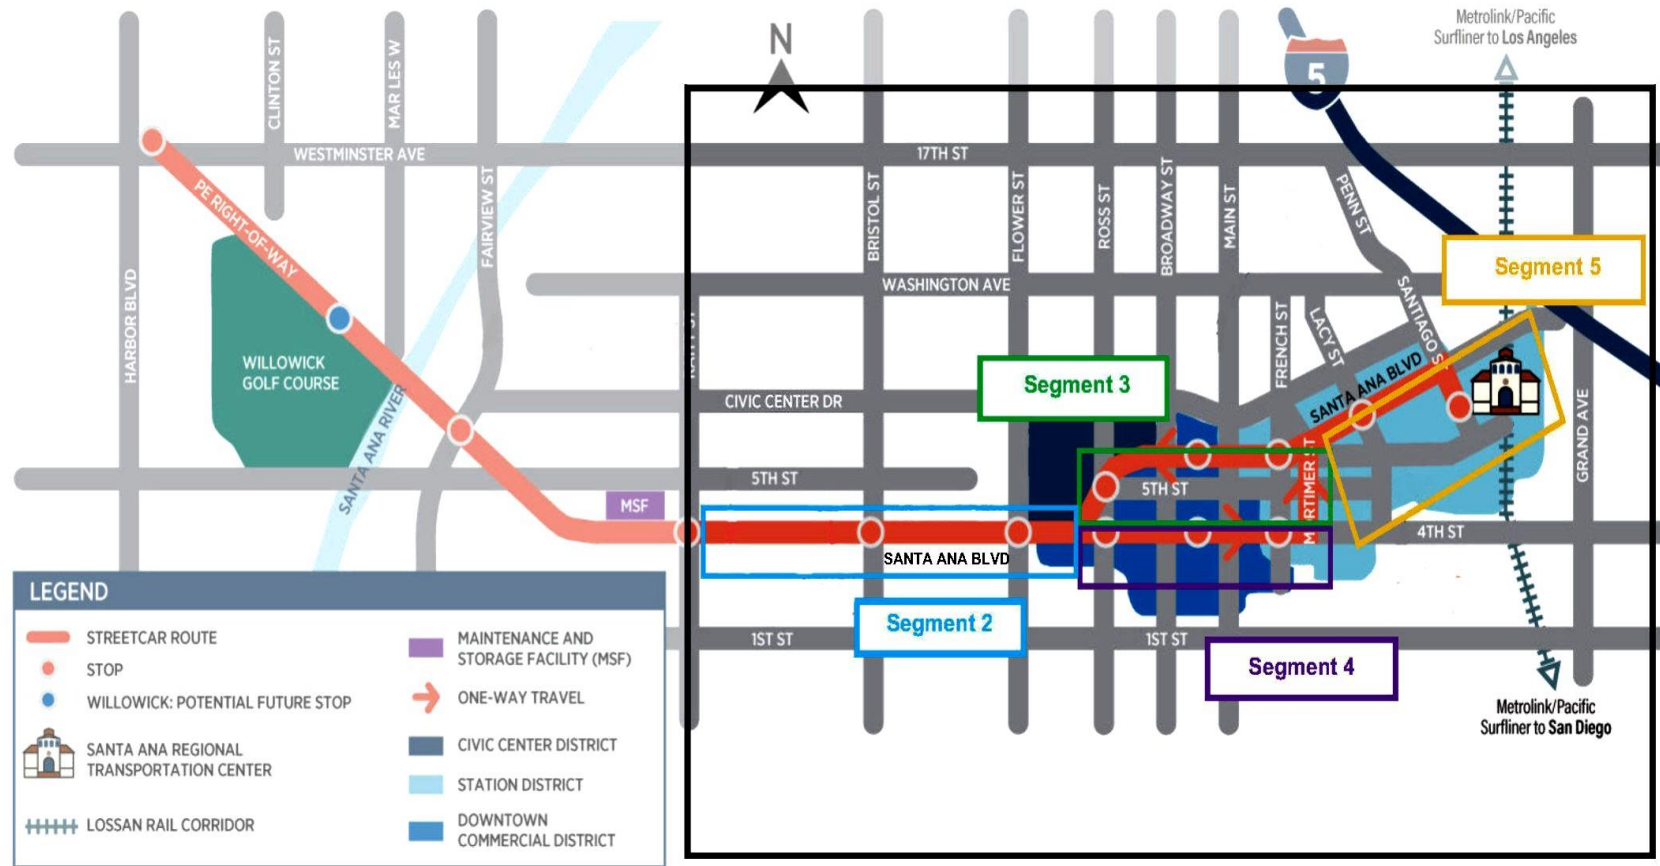 Metrolink/Pacific
Surfliner to Los Angeles
N
5
CLINTON ST
MAR LES W
WESTMINSTER AVE
17TH ST
FAIRVIEW ST
BRISTOL ST
FLOWER ST
ROSS ST
BROADWAY ST
MAIN ST
PENN ST
PE RIGHT-OF-WAY
HARBOR BLVD
WASHINGTON AVE
SANTIAGO S
Segment 5
FRENCH ST
LACY ST
WILLOWICK
GOLF COURSE
SANTA ANA RIVER
Segment 3
SANTA ANA BLVD
CIVIC CENTER DR
GRAND AVE
5TH ST
5TH ST
MSF
4TH ST
SANTA ANA BLVD
Segment 2
1ST ST
1ST ST
Segment 4
Metrolink/Pacific
Surfliner to San Diego
LEGEND
STREETCAR ROUTE
STOP
WILLOWICK: POTENTIAL FUTURE STOP
SANTA ANA REGIONAL
TRANSPORTATION CENTER
LOSSAN RAIL CORRIDOR
MAINTENANCE AND
STORAGE FACILITY (MSF)
ONE-WAY TRAVEL
CIVIC CENTER DISTRICT
STATION DISTRICT
DOWNTOWN
COMMERCIAL DISTRICT